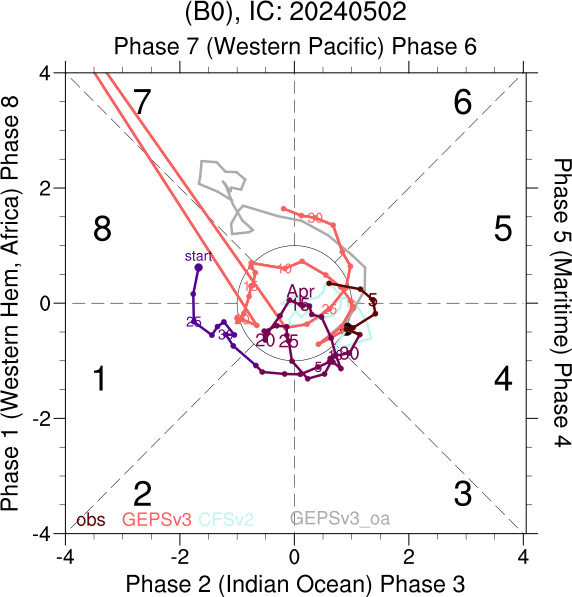 (B0), IC: 20240502
Phase 7 (Western Pacific) Phase 6
4
7
6
2
8
5
start
30
10
15
Apr
5
15
25
0
20
25
20
25
30
5
1
4
-2
2
3
obs GEPSv3 CFSv2 GEPSv3_oa
-4
-4 -2 0 2 4
Phase 2 (Indian Ocean) Phase 3
Phase 1 (Western Hem, Africa) Phase 8
Phase 5 (Maritime) Phase 4